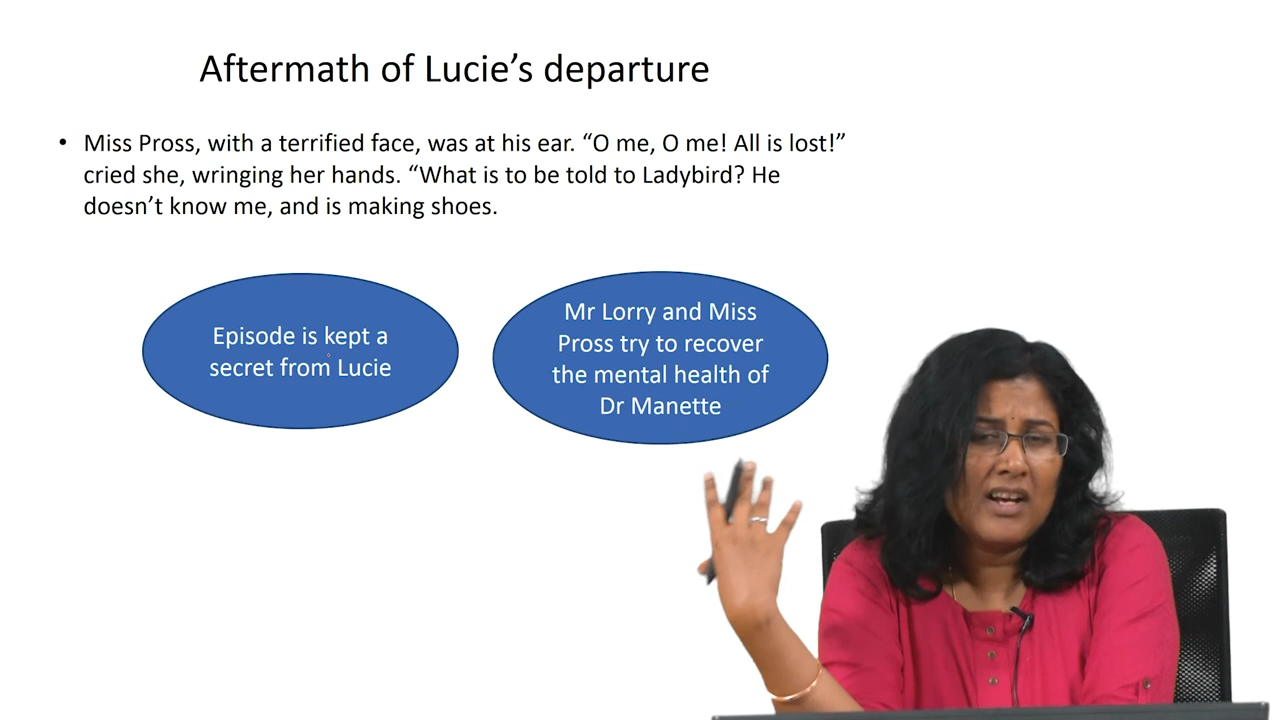 Aftermath of Lucie’s departure
• Miss Pross, with a terrified face, was at his ear. “O me, O me! All is lost!”
cried she, wringing her hands. “What is to be told to Ladybird? He
doesn’t know me, and is making shoes.
Episode is kept a
secret from Lucie
Mr Lorry and Miss
Pross try to recover
the mental health of
Dr Manette